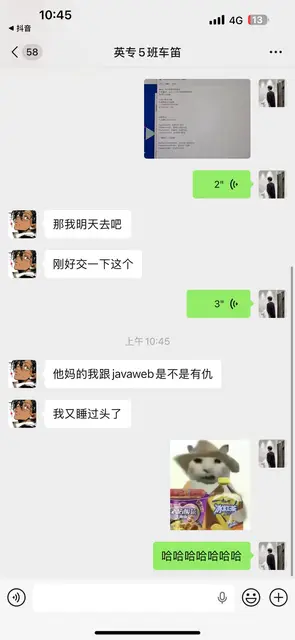 10:45
4G
13
抖音
58
英专5班车笛
2"
那我明天去吧
刚好交一下这个
3"
上午10:45
他妈的我跟javaweb是不是有仇
我又睡过头了
哈哈哈哈哈哈哈